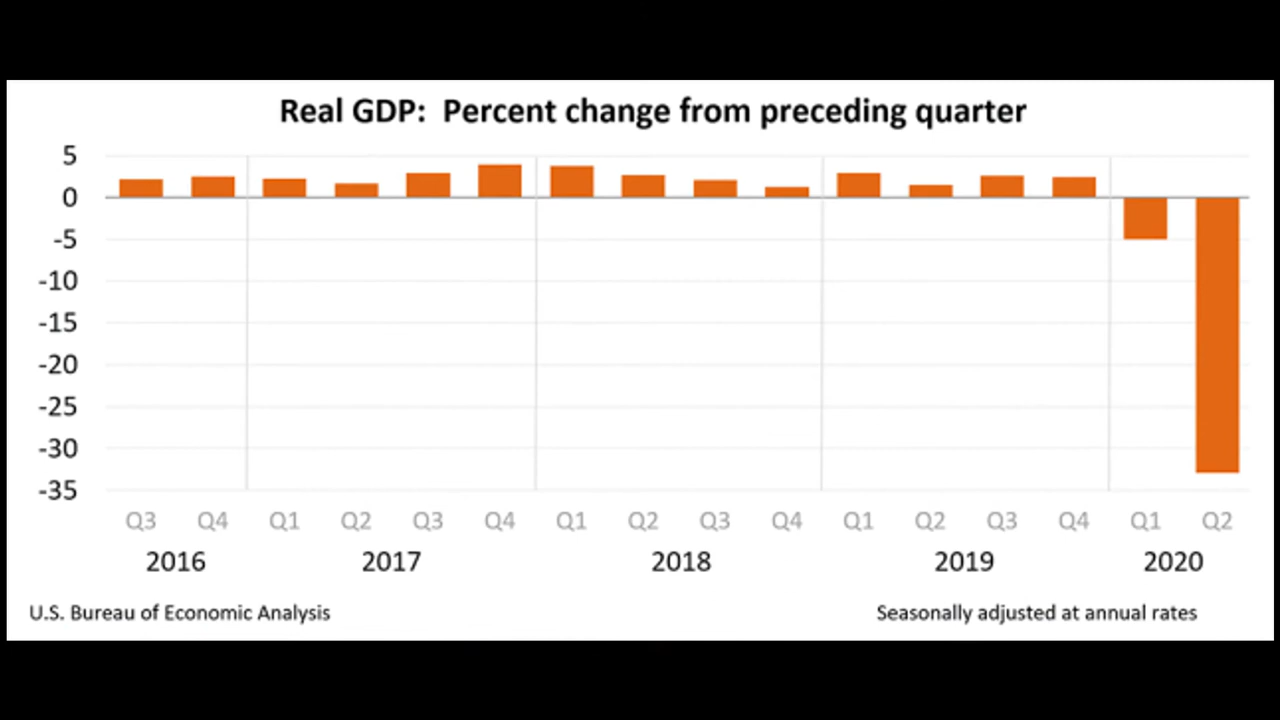 Real GDP: Percent change from preceding quarter
5
0
-5
-10
-15
-20
-25
-30
-35
Q3 Q4 Q1 Q2 Q3 Q4 Q1 Q2 Q3 Q4 Q1 Q2 Q3 Q4 Q1 Q2
2016 2017 2018 2019 2020
U.S. Bureau of Economic Analysis Seasonally adjusted at annual rates